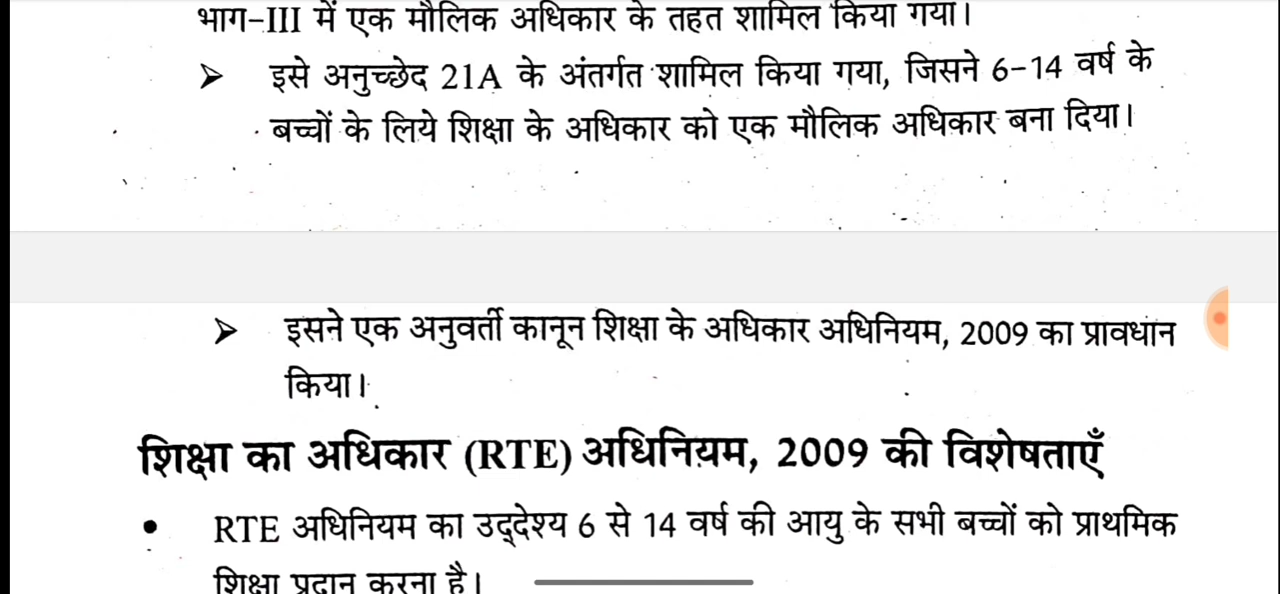 भाग-III में एक मौलिक अधिकार के तहत शामिल किया गया।
➢ इसे अनुच्छेद 21A के अंतर्गत शामिल किया गया, जिसने 6-14 वर्ष के
बच्चों के लिये शिक्षा के अधिकार को एक मौलिक अधिकार बना दिया।
➢ इसने एक अनुवर्ती कानून शिक्षा के अधिकार अधिनियम, 2009 का प्रावधान
किया।
शिक्षा का अधिकार (RTE) अधिनियम, 2009 की विशेषताएँ
• RTE अधिनियम का उद्देश्य 6 से 14 वर्ष की आयु के सभी बच्चों को प्राथमिक
शिक्षा प्रदान करना है।